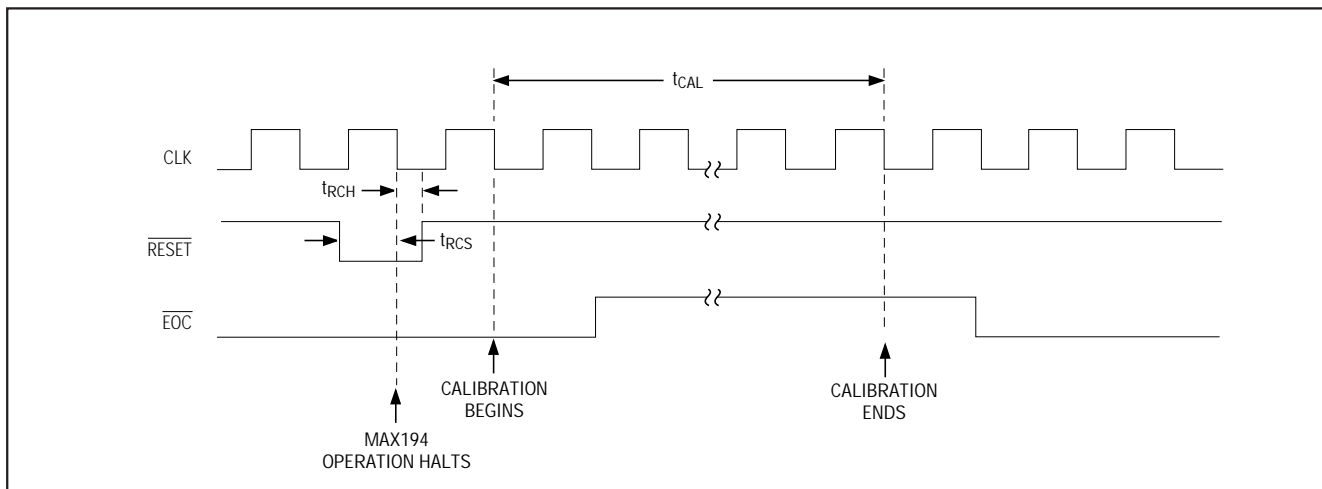 tCAL
CLK
tRCH
RESET
tRCS
EOC
CALIBRATION
BEGINS
CALIBRATION
ENDS
MAX194
OPERATION HALTS